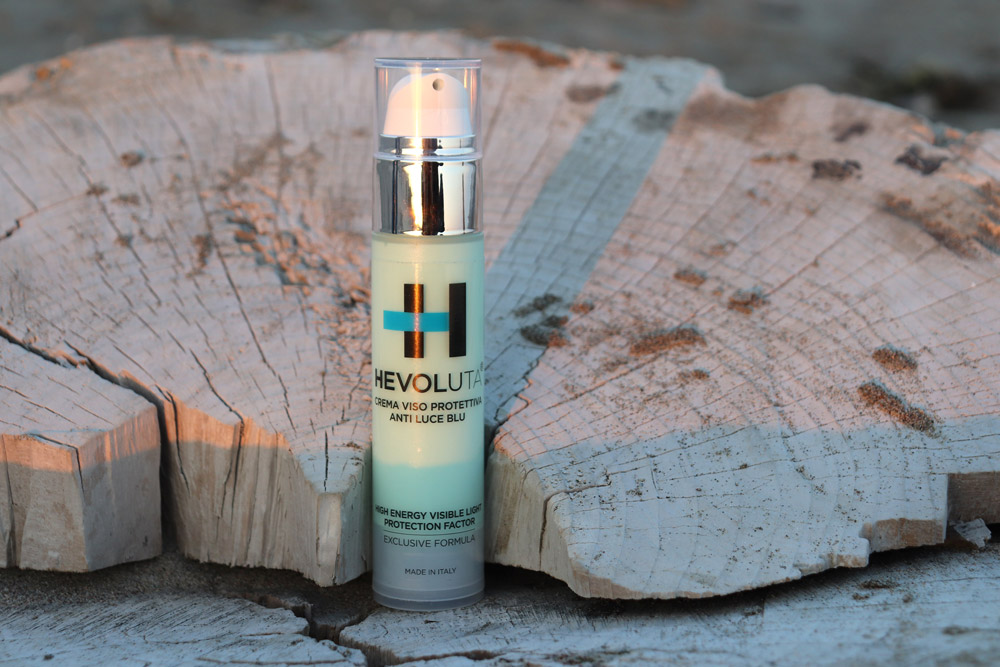 H
HEVOLUTA®
CREMA VISO PROTETTIVA
ANTI LUCE BLU
HIGH ENERGY VISIBLE LIGHT
PROTECTION FACTOR
EXCLUSIVE FORMULA
MADE IN ITALY